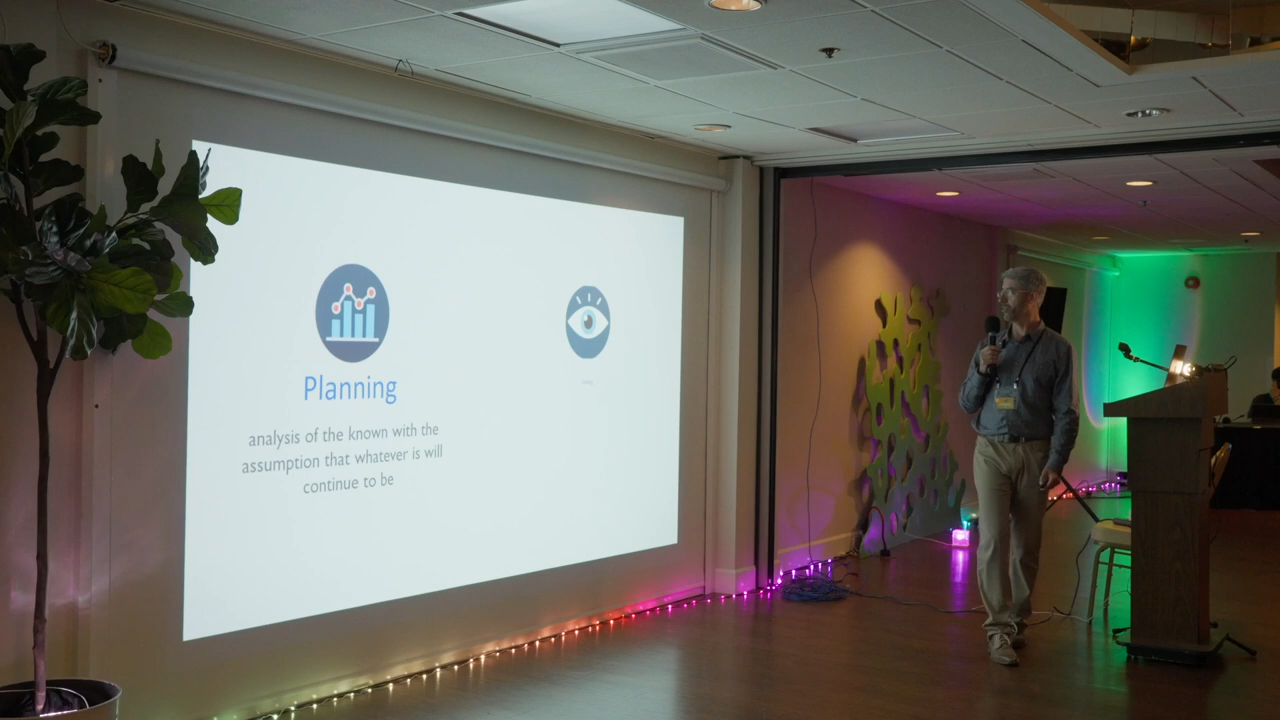 Planning
analysis of the known with the
assumption that whatever is will
continue to be